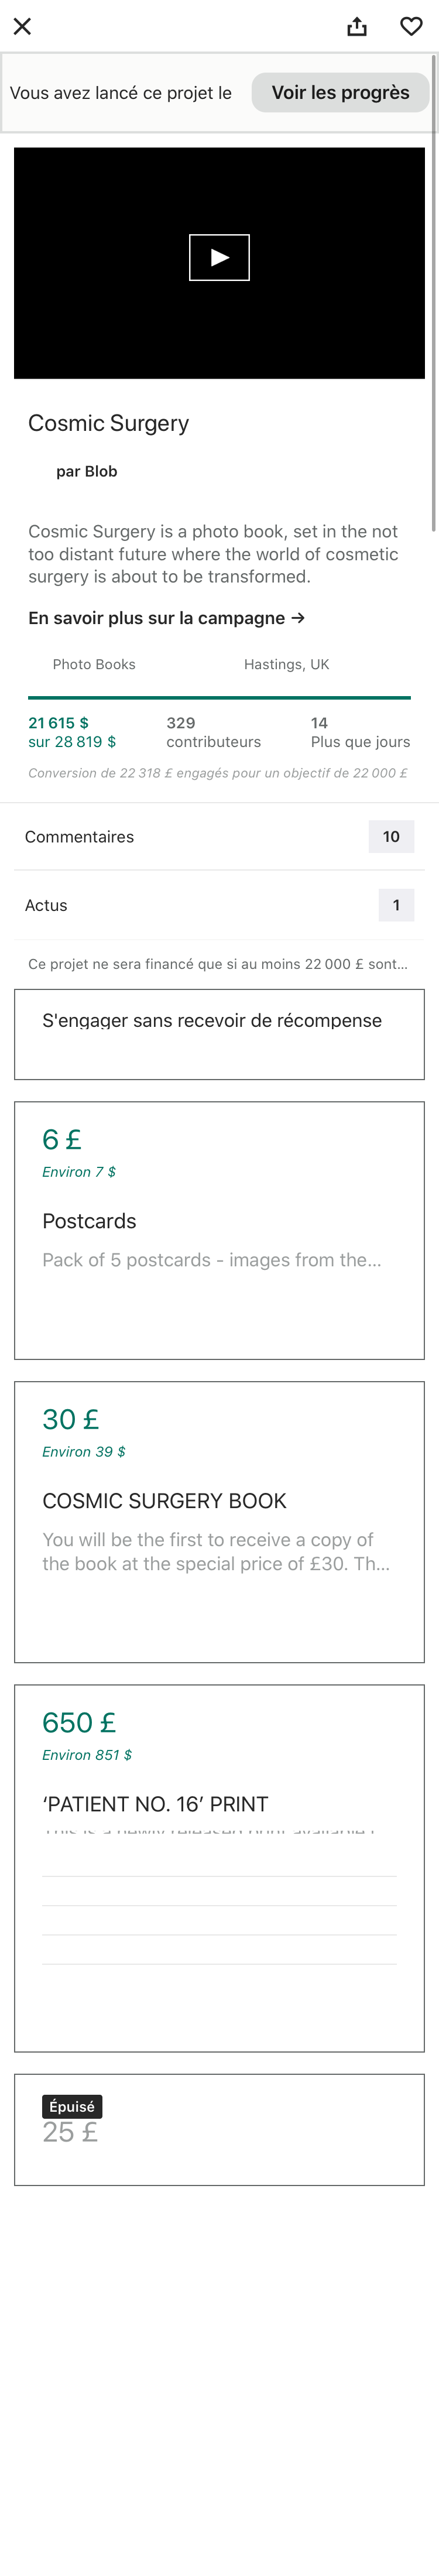 Vous avez lancé ce projet le
Voir les progrès
Cosmic Surgery
par Blob
Cosmic Surgery is a photo book, set in the not
too distant future where the world of cosmetic
surgery is about to be transformed.
En savoir plus sur la campagne →
Photo Books
Hastings, UK
21 615 $
sur 28 819 $
329
contributeurs
14
Plus que jours
Conversion de 22 318 £ engagés pour un objectif de 22 000 £
Commentaires
10
Actus
1
Ce projet ne sera financé que si au moins 22 000 £ sont...
S'engager sans recevoir de récompense
6 £
Environ 7 $
Postcards
Pack of 5 postcards - images from the...
30 £
Environ 39 $
COSMIC SURGERY BOOK
You will be the first to receive a copy of
the book at the special price of £30. Th...
650 £
Environ 851 $
‘PATIENT NO. 16’ PRINT
Épuisé
25 £